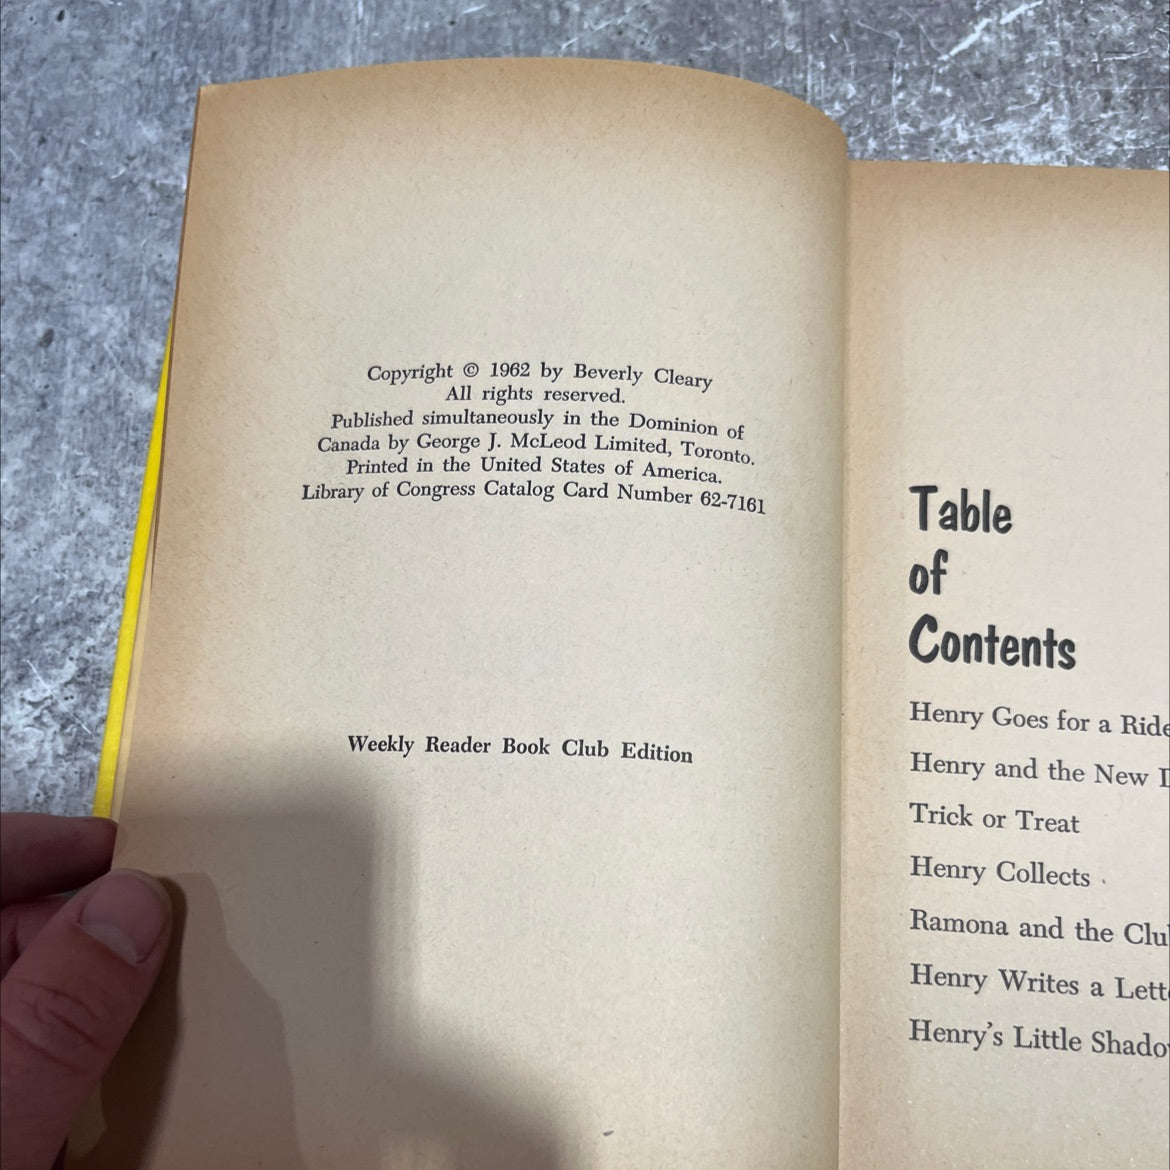 Copyright © 1962 by Beverly Cleary
All rights reserved.
Published simultaneously in the Dominion of
Canada by George J. McLeod Limited, Toronto.
Printed in the United States of America.
Library of Congress Catalog Card Number 62-7161
Weekly Reader Book Club Edition
Table
of
Contents
Henry Goes for a Ride
Henry and the New
Trick or Treat
Henry Collects
Ramona and the
Henry Writes a
Henry's Little